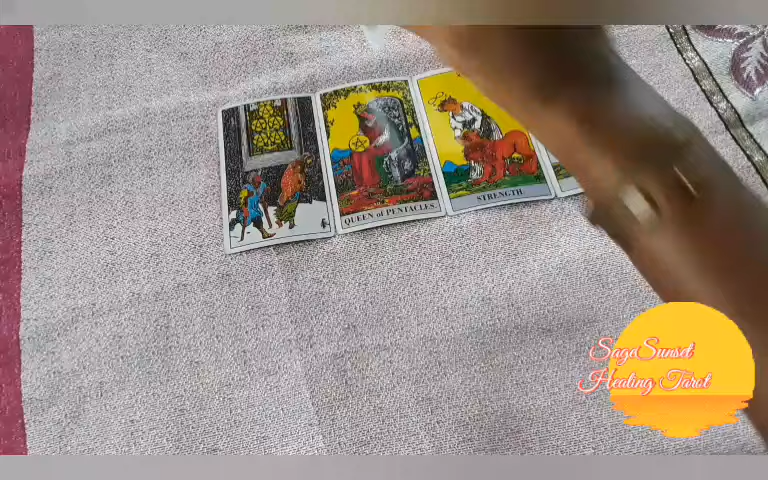 QUEEN of PENTACLES.
STRENGTH
SageSunset
Healing Tarot